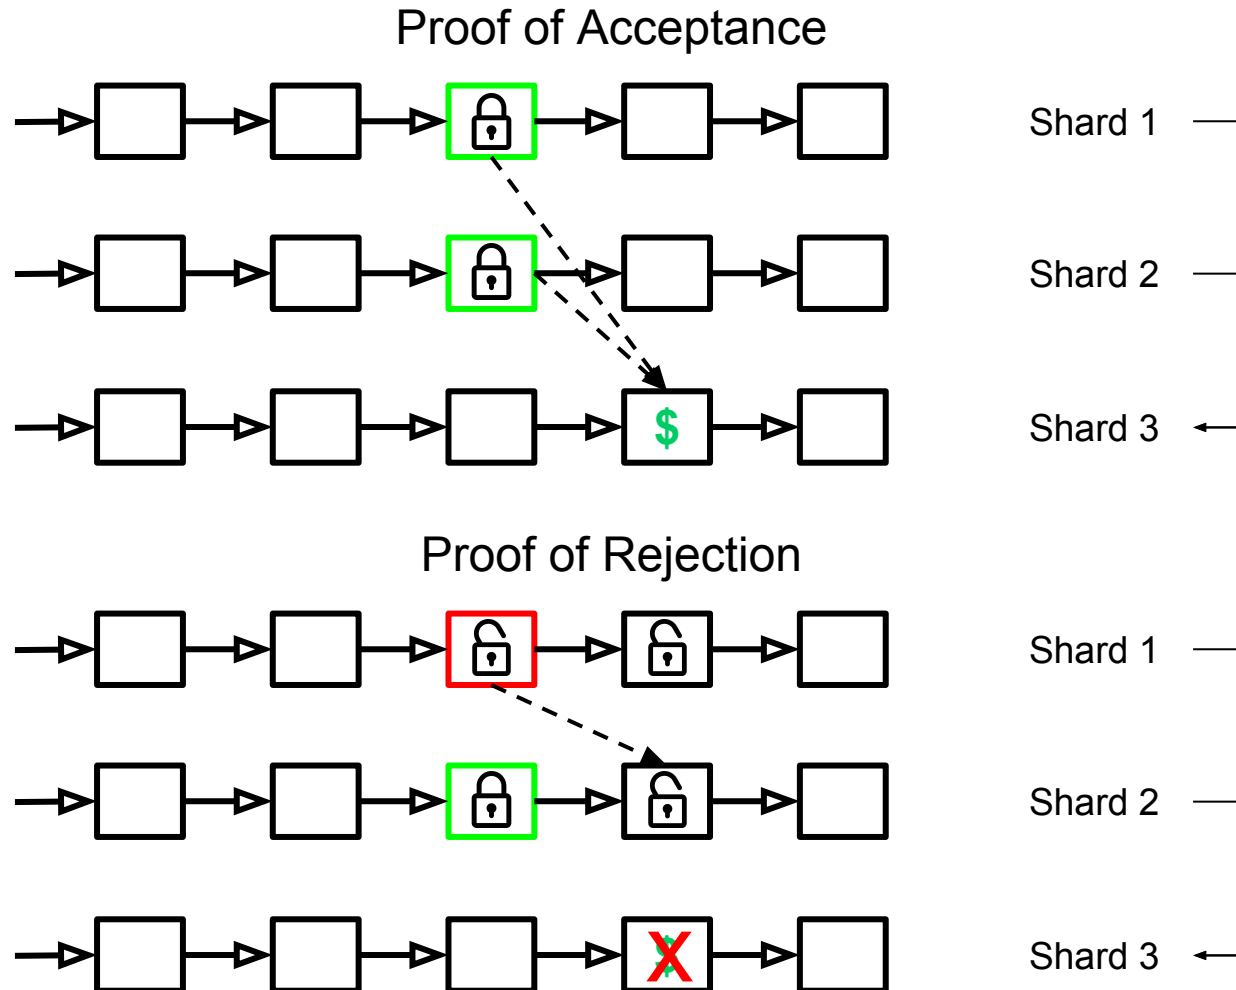 Proof of Acceptance
Shard 1
Shard 2
$
Shard 3
Proof of Rejection
Shard 1
Shard 2
$ X
Shard 3